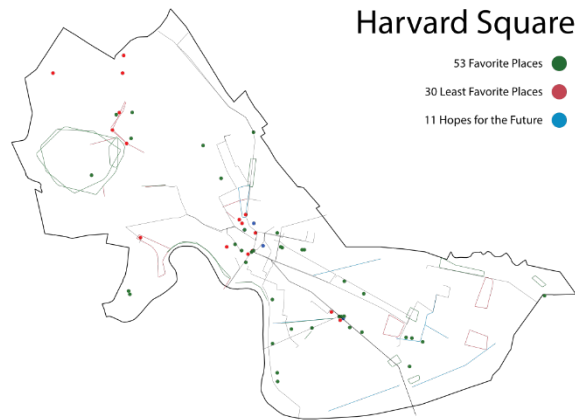 Harvard Square
53 Favorite Places
30 Least Favorite Places
11 Hopes for the Future